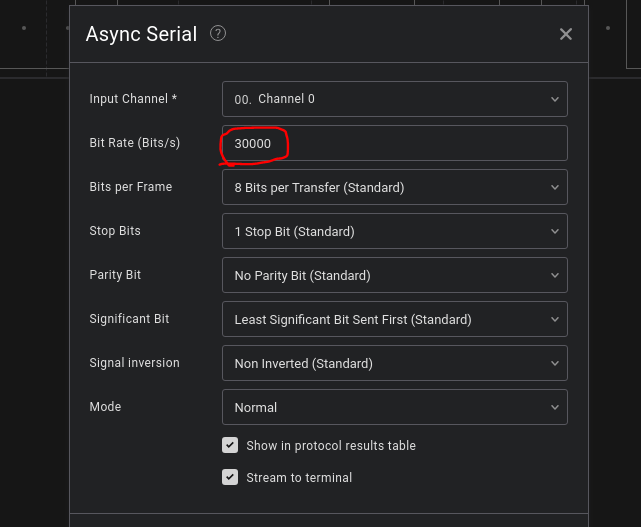 Async Serial ?
Input Channel * 00. Channel 0
Bit Rate (Bits/s) 30000
Bits per Frame 8 Bits per Transfer (Standard)
Stop Bits 1 Stop Bit (Standard)
Parity Bit No Parity Bit (Standard)
Significant Bit Least Significant Bit Sent First (Standard)
Signal inversion Non Inverted (Standard)
Mode Normal
Show in protocol results table
Stream to terminal